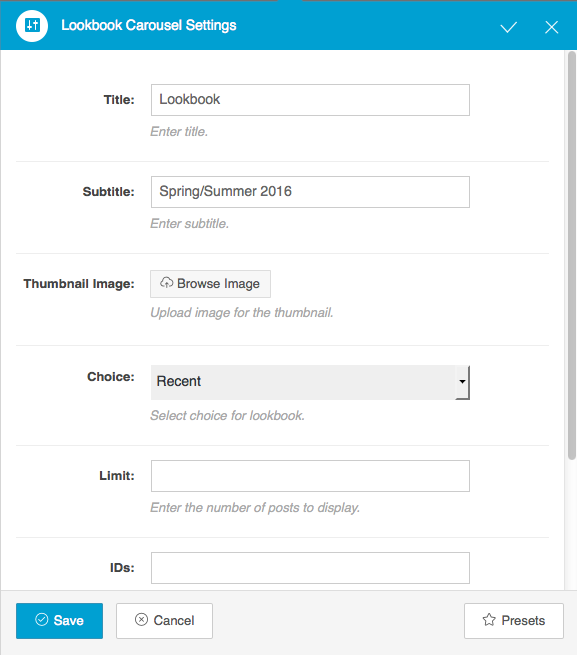 Lookbook Carousel Settings
Title:
Lookbook
Enter title.
Subtitle:
Spring/Summer 2016
Enter subtitle.
Thumbnail Image:
Browse Image
Upload image for the thumbnail.
Choice:
Recent
Select choice for lookbook.
Limit:
Enter the number of posts to display.
IDs:
Save
Cancel
Presets